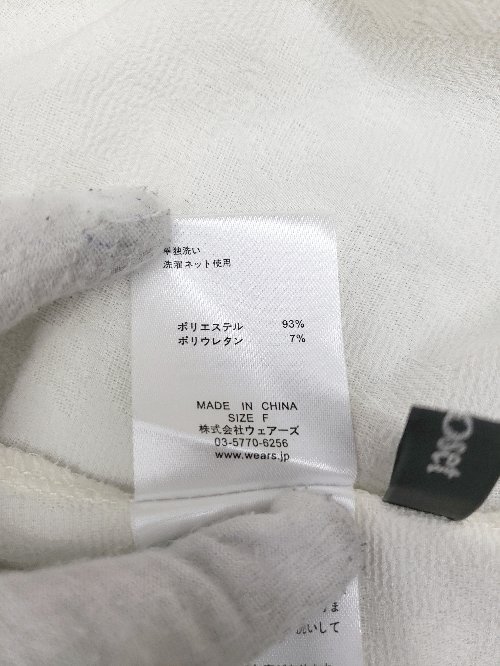 単独洗い
洗濯ネット使用
ポリエステル 93%
ポリウレタン 7%
MADE IN CHINA
SIZE F
株式会社ウェアーズ
03-5770-6256
www.wears.jp